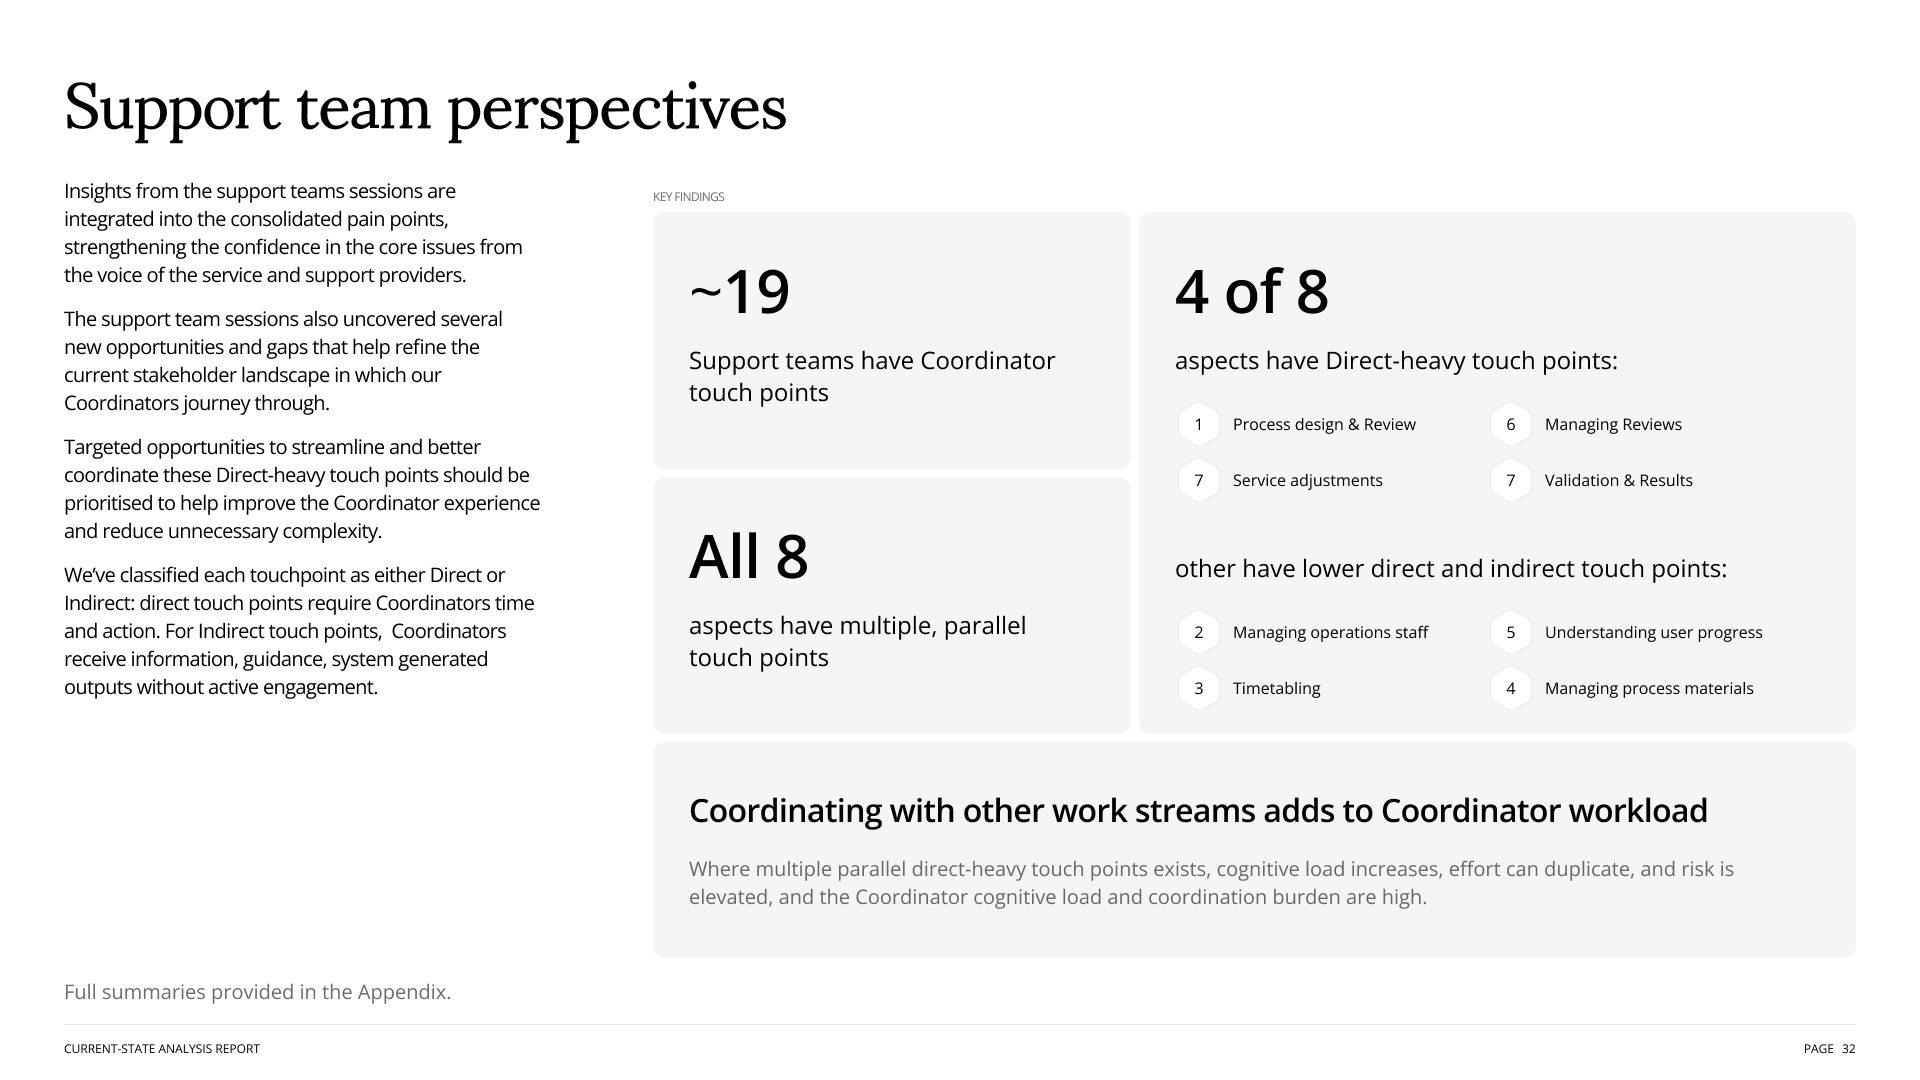 Support team perspectives
Insights from the support teams sessions are
integrated into the consolidated pain points,
strengthening the confidence in the core issues from
the voice of the service and support providers.
The support team sessions also uncovered several
new opportunities and gaps that help refine the
current stakeholder landscape in which our
Coordinators journey through.
Targeted opportunities to streamline and better
coordinate these Direct-heavy touch points should be
prioritised to help improve the Coordinator experience
and reduce unnecessary complexity.
We’ve classified each touchpoint as either Direct or
Indirect: direct touch points require Coordinators time
and action. For Indirect touch points,  Coordinators
receive information, guidance, system generated
outputs without active engagement.
Full summaries provided in the Appendix.
KEY FINDINGS
~19
Support teams have Coordinator
touch points
All 8
aspects have multiple, parallel
touch points
4 of 8
aspects have Direct-heavy touch points:
1 Process design & Review
6 Managing Reviews
7 Service adjustments
7 Validation & Results
other have lower direct and indirect touch points:
2 Managing operations staff
5 Understanding user progress
3 Timetabling
4 Managing process materials
Coordinating with other work streams adds to Coordinator workload
Where multiple parallel direct-heavy touch points exists, cognitive load increases, effort can duplicate, and risk is
elevated, and the Coordinator cognitive load and coordination burden are high.
CURRENT-STATE ANALYSIS REPORT
PAGE 32